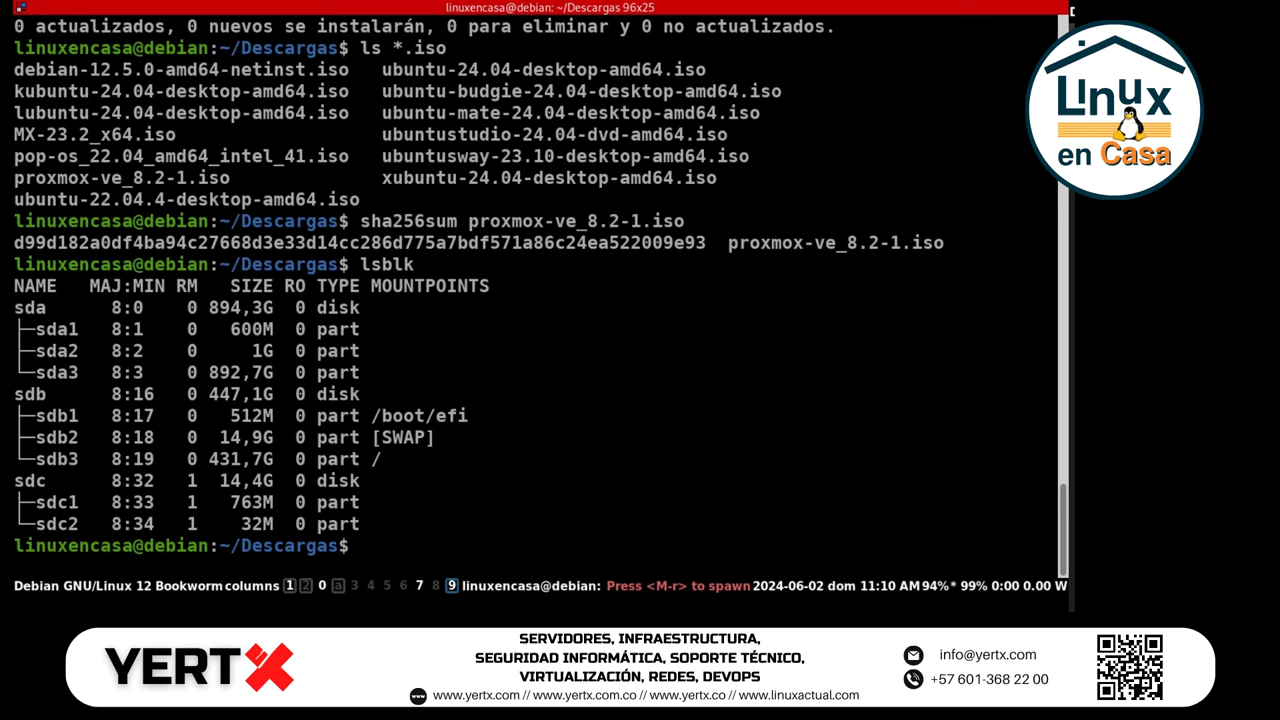 linuxencasa@debian: ~/Descargas 96x25
0 actualizados, 0 nuevos se instalarán, 0 para eliminar y 0 no actualizados.
linuxencasa@debian:~/Descargas$ ls *.iso
debian-12.5.0-amd64-netinst.iso   ubuntu-24.04-desktop-amd64.iso
kubuntu-24.04-desktop-amd64.iso   ubuntu-budgie-24.04-desktop-amd64.iso
lubuntu-24.04-desktop-amd64.iso   ubuntu-mate-24.04-desktop-amd64.iso
MX-23.2_x64.iso                   ubuntustudio-24.04-dvd-amd64.iso
pop-os_22.04_amd64_intel_41.iso   ubuntusway-23.10-desktop-amd64.iso
proxmox-ve_8.2-1.iso              xubuntu-24.04-desktop-amd64.iso
ubuntu-22.04.4-desktop-amd64.iso
linuxencasa@debian:~/Descargas$ sha256sum proxmox-ve_8.2-1.iso
d99d182a0df4ba94c27668d3e33d14cc286d775a7bdf571a86c24ea522009e93  proxmox-ve_8.2-1.iso
linuxencasa@debian:~/Descargas$ lsblk
NAME   MAJ:MIN RM   SIZE RO TYPE MOUNTPOINTS
sda      8:0    0 894,3G  0 disk
├─sda1   8:1    0   600M  0 part
├─sda2   8:2    0     1G  0 part
└─sda3   8:3    0 892,7G  0 part
sdb      8:16   0 447,1G  0 disk
├─sdb1   8:17   0   512M  0 part /boot/efi
├─sdb2   8:18   0  14,9G  0 part [SWAP]
└─sdb3   8:19   0 431,7G  0 part /
sdc      8:32   1  14,4G  0 disk
├─sdc1   8:33   1   763M  0 part
└─sdc2   8:34   1    32M  0 part
linuxencasa@debian:~/Descargas$
Debian GNU/Linux 12 Bookworm columns 1 2 0 a 3 4 5 6 7 8 9 linuxencasa@debian: Press <M-r> to spawn 2024-06-02 dom 11:10 AM 94%* 99% 0:00 0.00 W
Linux
en Casa
YERTX
SERVIDORES, INFRAESTRUCTURA,
SEGURIDAD INFORMÁTICA, SOPORTE TÉCNICO,
VIRTUALIZACIÓN, REDES, DEVOPS
www.yertx.com // www.yertx.com.co // www.yertx.co // www.linuxactual.com
info@yertx.com
+57 601-368 22 00